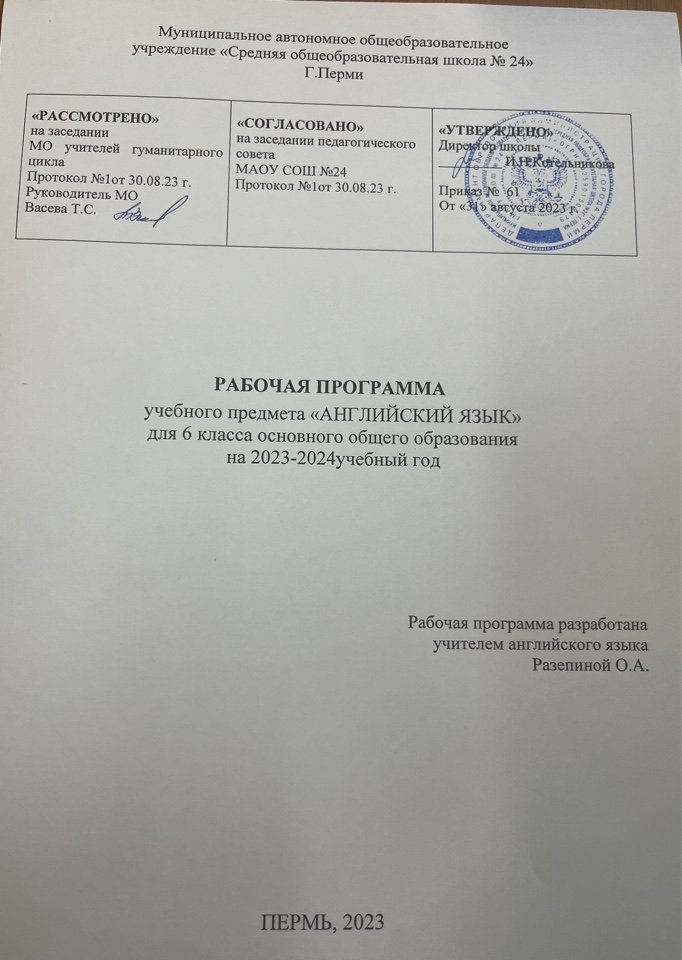 Муниципальное автономное общеобразовательное
учреждение «Средняя общеобразовательная школа № 24»
Г.Перми
«РАССМОТРЕНО»
на заседании
МО учителей гуманитарного
цикла
Протокол №1от 30.08.23 г.
Руководитель МО
Васева Т.С.
«СОГЛАСОВАНО»
на заседании педагогического
совета
МАОУ СОШ №24
Протокол №1от 30.08.23 г.
«УТВЕРЖДЕНО»
Директор школы
И.Н.Котельникова
Приказ № 61
От «31» августа 2023 г.
РАБОЧАЯ ПРОГРАММА
учебного предмета «АНГЛИЙСКИЙ ЯЗЫК»
для 6 класса основного общего образования
на 2023-2024учебный год
Рабочая программа разработана
учителем английского языка
Разепиной О.А.
ПЕРМЬ, 2023